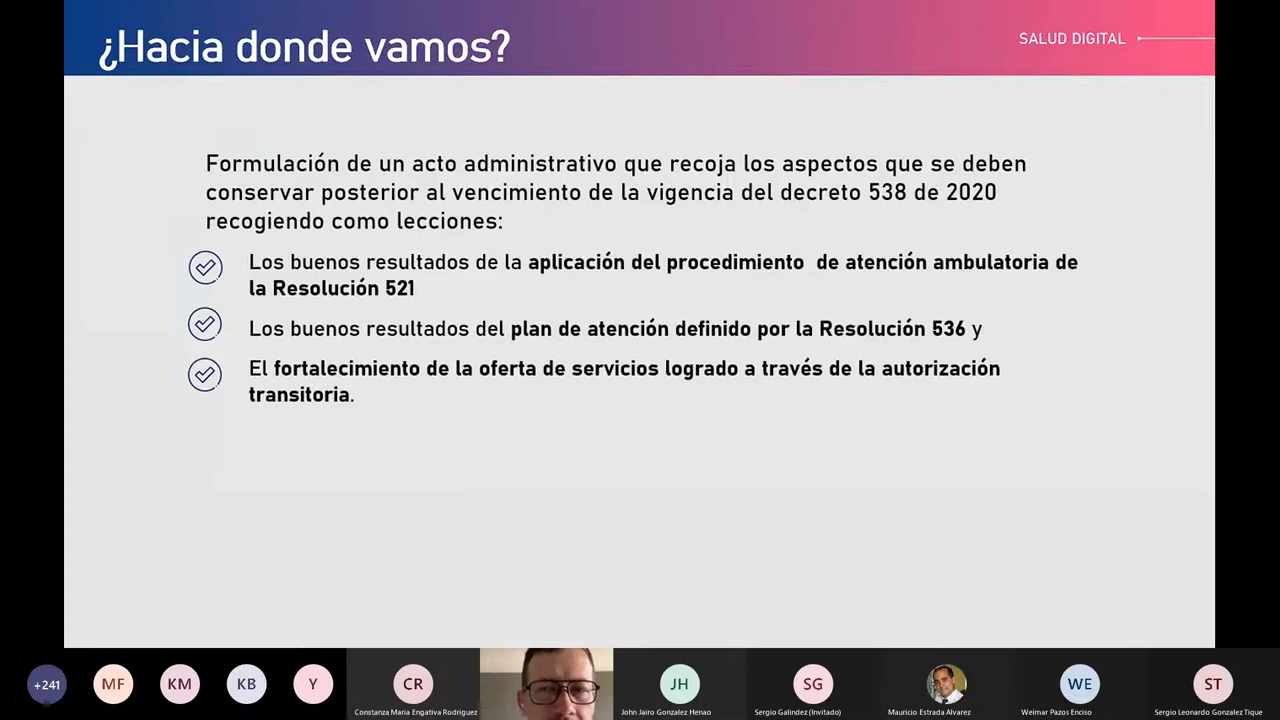 ¿Hacia donde vamos?
SALUD DIGITAL
Formulación de un acto administrativo que recoja los aspectos que se deben
conservar posterior al vencimiento de la vigencia del decreto 538 de 2020
recogiendo como lecciones:
Los buenos resultados de la aplicación del procedimiento de atención ambulatoria de
la Resolución 521
Los buenos resultados del plan de atención definido por la Resolución 536 y
El fortalecimiento de la oferta de servicios logrado a través de la autorización
transitoria.
+241
MF
KM
KB
Y
CR
JH
SG
WE
ST
Constanza Maria Engativa Rodriguez
John Jairo Gonzalez Henao
Sergio Galindez (Invitado)
Mauricio Estrada Alvarez
Weimar Pazos Enciso
Sergio Leonardo Gonzalez Tique